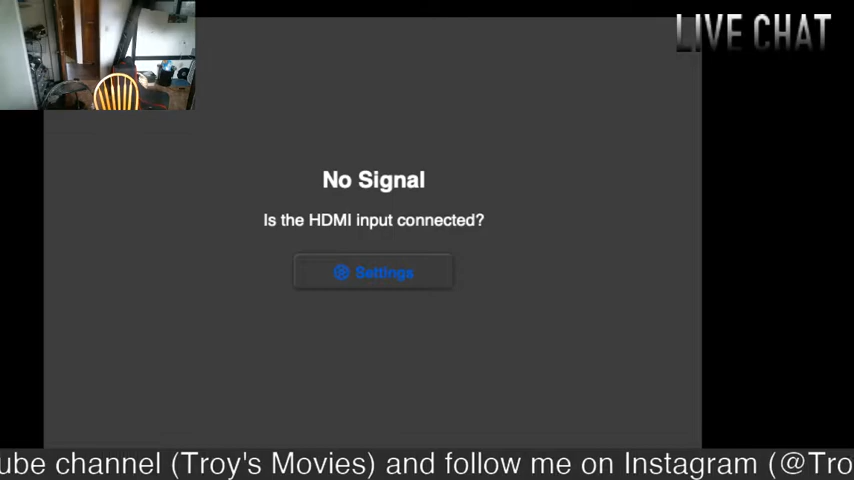 LIVE CHAT
No Signal
Is the HDMI input connected?
Settings
ube channel (Troy's Movies) and follow me on Instagram (@Tro